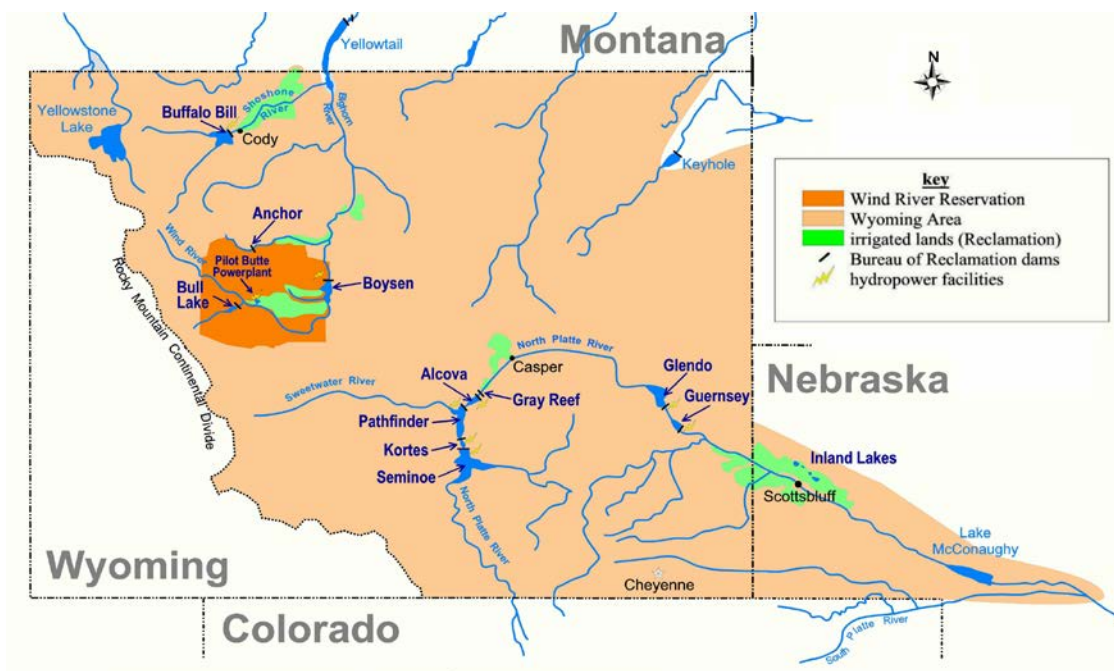 Montana
Yellowtail
N
Yellowstone
Lake
Buffalo Bill
Shoshone
River
Bighorn
River
Cody
Keyhole
key
Wind River Reservation
Wyoming Area
irrigated lands (Reclamation)
Bureau of Reclamation dams
hydropower facilities
Anchor
Wind River
Pilot Butte
Powerplant
Bull
Lake
Boysen
Rocky Mountain Continental Divide
North Platte River
Casper
Nebraska
Alcova
Gray Reef
Glendo
Guernsey
Sweetwater River
Pathfinder
Kortes
Seminoe
Inland Lakes
Scottsbluff
North Platte River
Lake
McConaughy
Wyoming
Cheyenne
Colorado
South Platte River